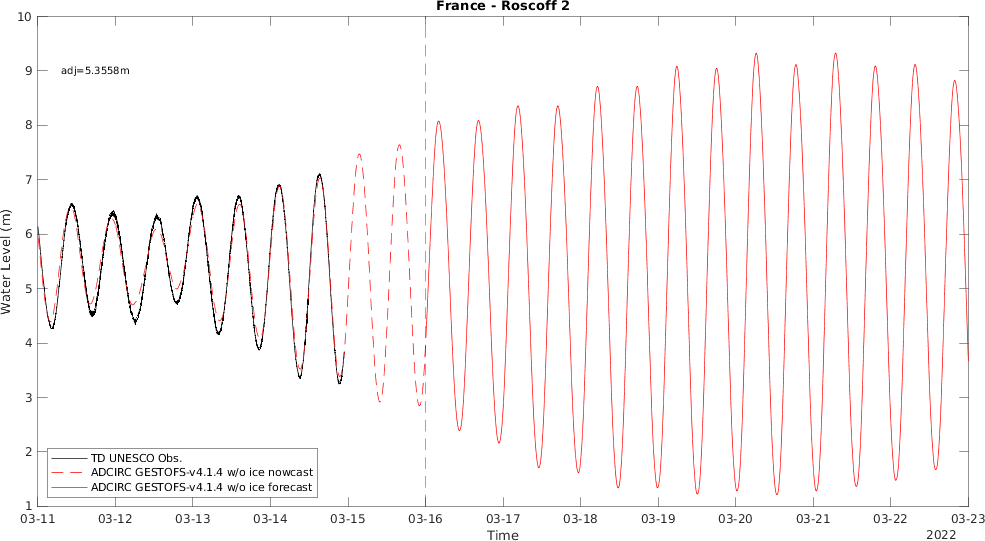 France - Roscoff 2
10
9
8
7
6
5
4
3
2
1
Water Level (m)
adj=5.3558m
TD UNESCO Obs.
ADCIRC GESTOFS-v4.1.4 w/o ice nowcast
ADCIRC GESTOFS-v4.1.4 w/o ice forecast
03-11 03-12 03-13 03-14 03-15 03-16 03-17 03-18 03-19 03-20 03-21 03-22 03-23
Time
2022